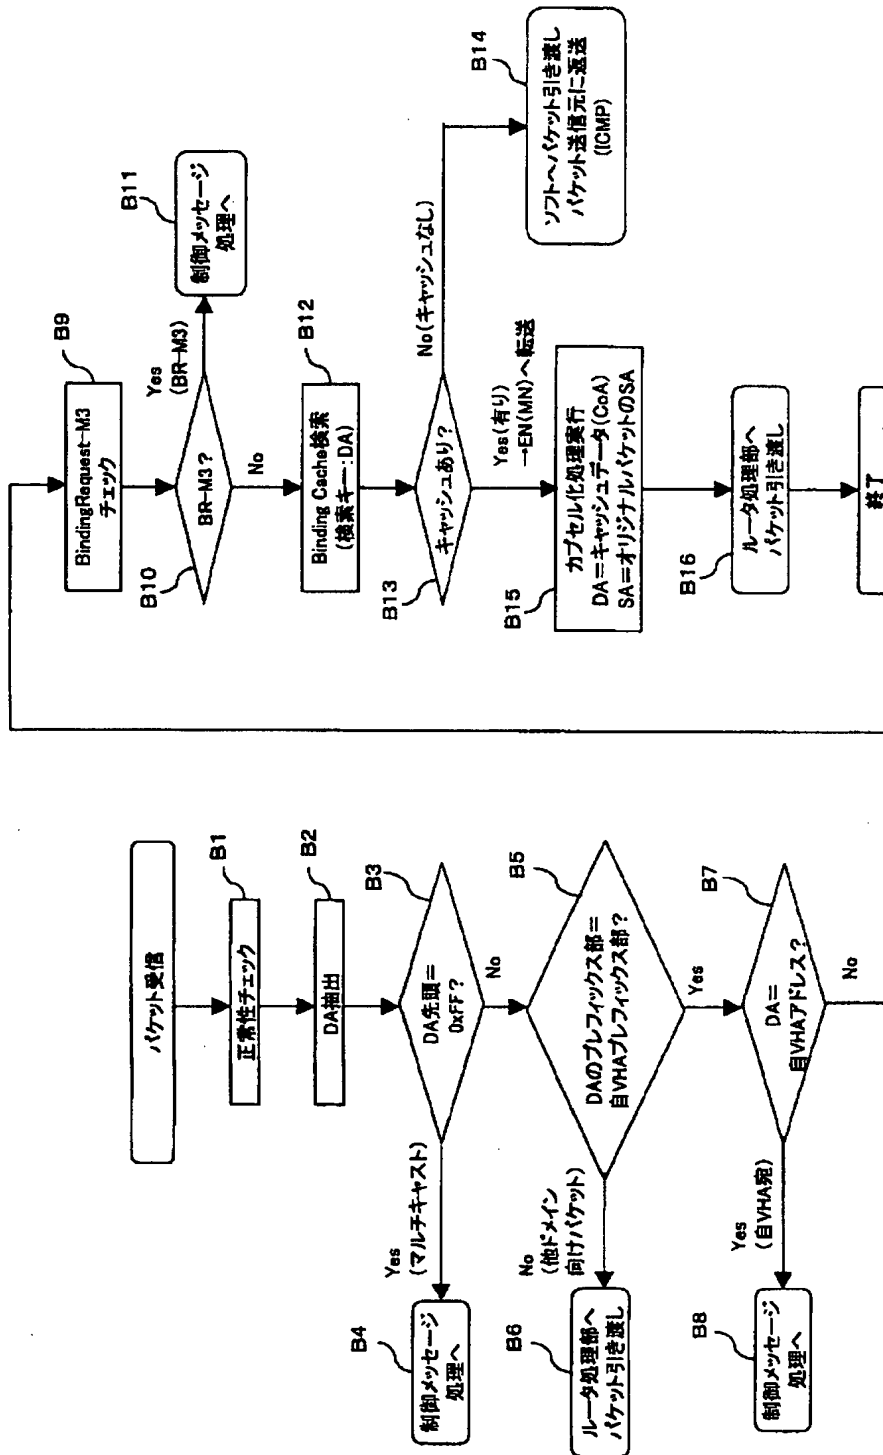 パケット受信
B1
正常性チェック
B2
DA抽出
B3
DA先頭=
0xFF?
Yes
(マルチキャスト)
B4
制御メッセージ
処理へ
No
B5
DAのプレフィックス部=
自VHAプレフィックス部?
No
(他ドメイン
向けパケット)
B6
ルータ処理部へ
パケット引き渡し
Yes
B7
DA=
自VHAアドレス?
Yes
(自VHA宛)
B8
制御メッセージ
処理へ
No
B9
BindingRequest-M3
チェック
B10
BR-M3?
Yes
(BR-M3)
B11
制御メッセージ
処理へ
No
B12
Binding Cache検索
(検索キー:DA)
B13
キャッシュあり?
No(キャッシュなし)
B14
ソフトへパケット引き渡し
パケット送信元に返送
(ICMP)
Yes(有り)
→EN(MN)へ転送
B15
カプセル化処理実行
DA=キャッシュデータ(CoA)
SA=オリジナルパケットのSA
B16
ルータ処理部へ
パケット引き渡し
終了